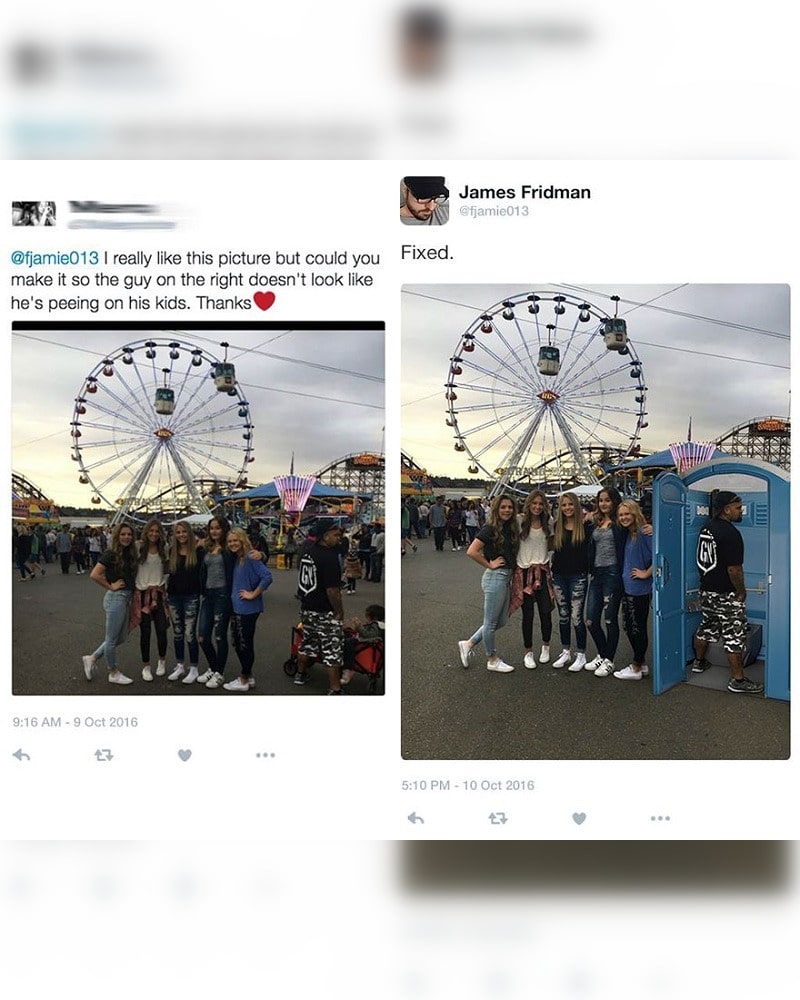 @fjamie013 I really like this picture but could you
make it so the guy on the right doesn't look like
he's peeing on his kids. Thanks❤
9:16 AM - 9 Oct 2016
James Fridman
@fjamie013
Fixed.
5:10 PM - 10 Oct 2016